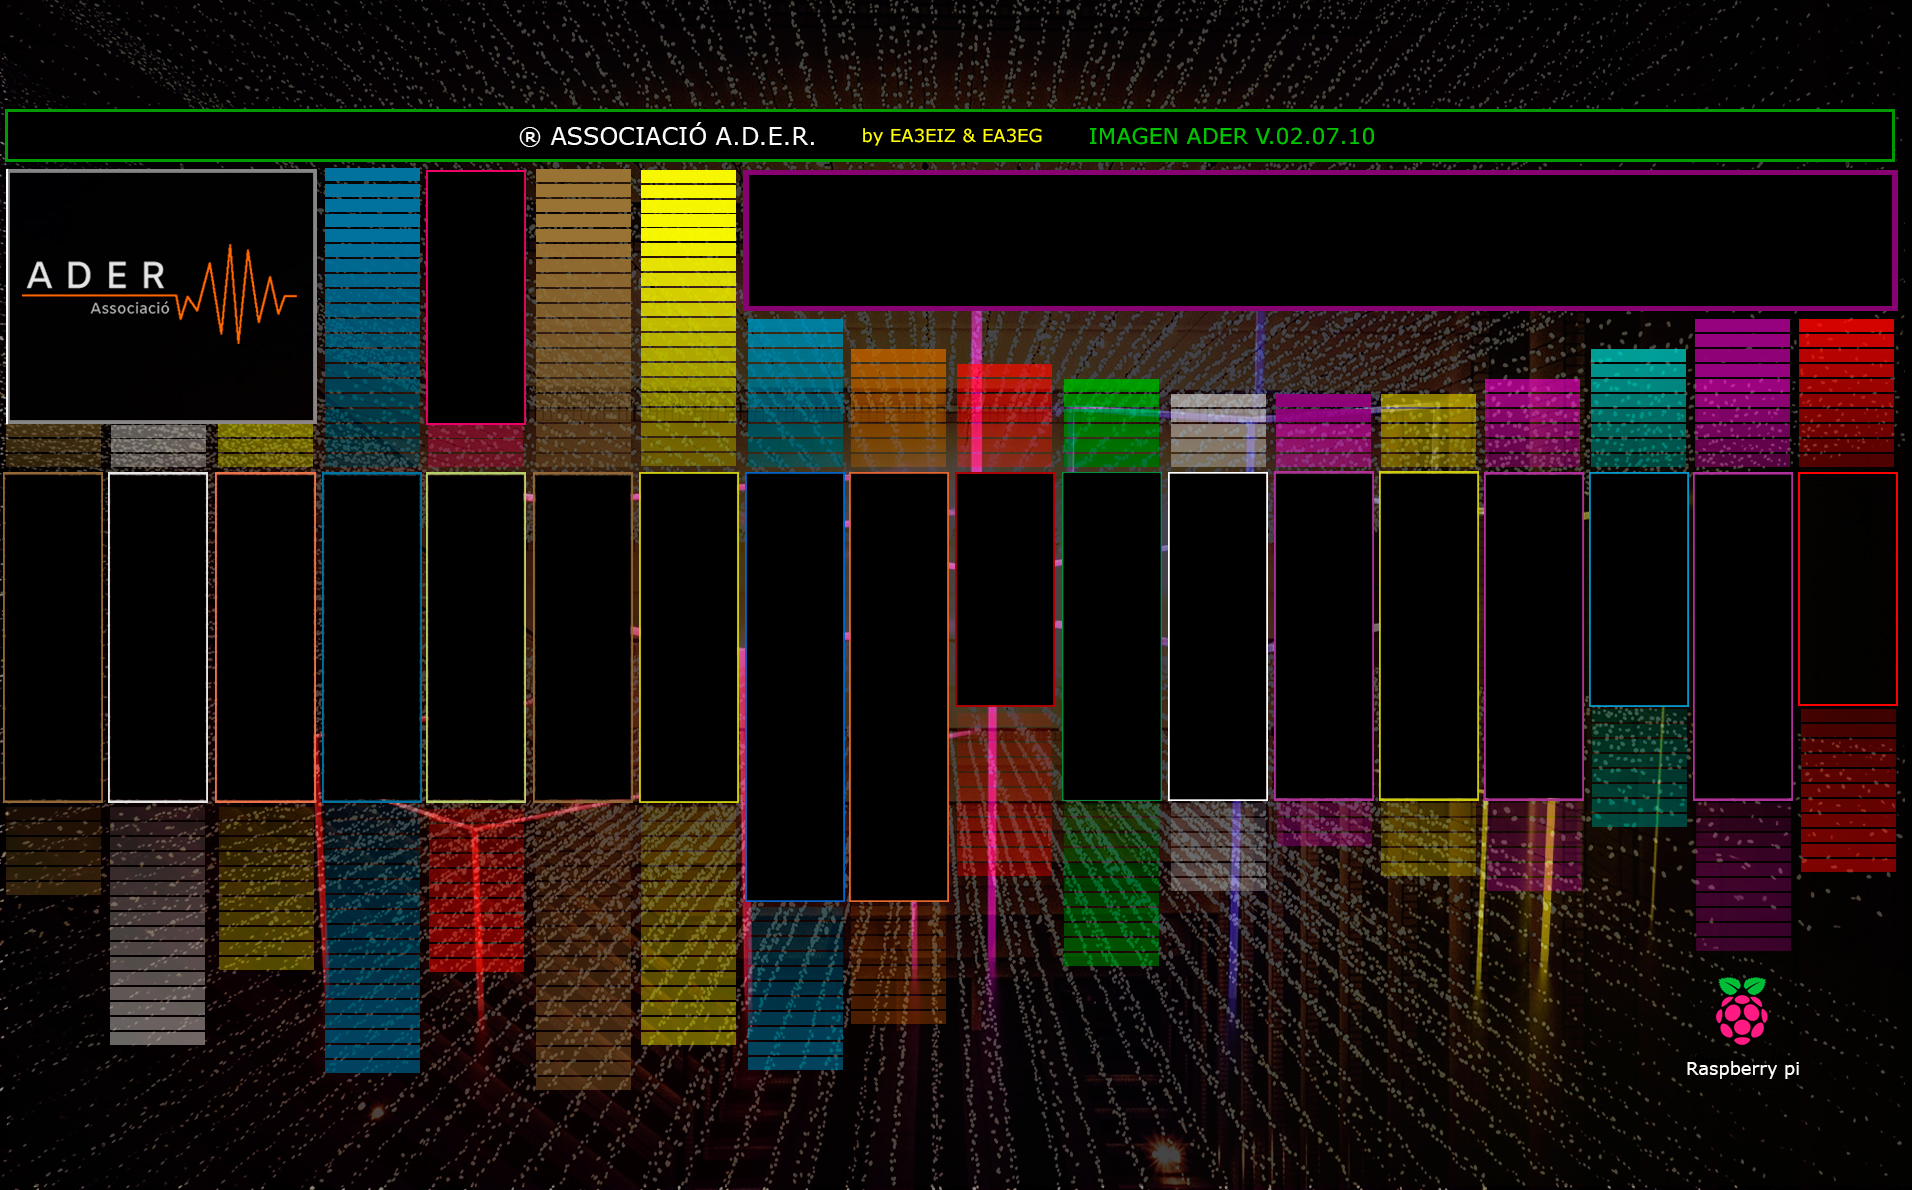 ® ASSOCIACIÓ A.D.E.R. by EA3EIZ & EA3EG IMAGEN ADER V.02.07.10
ADER
Associació
Raspberry pi